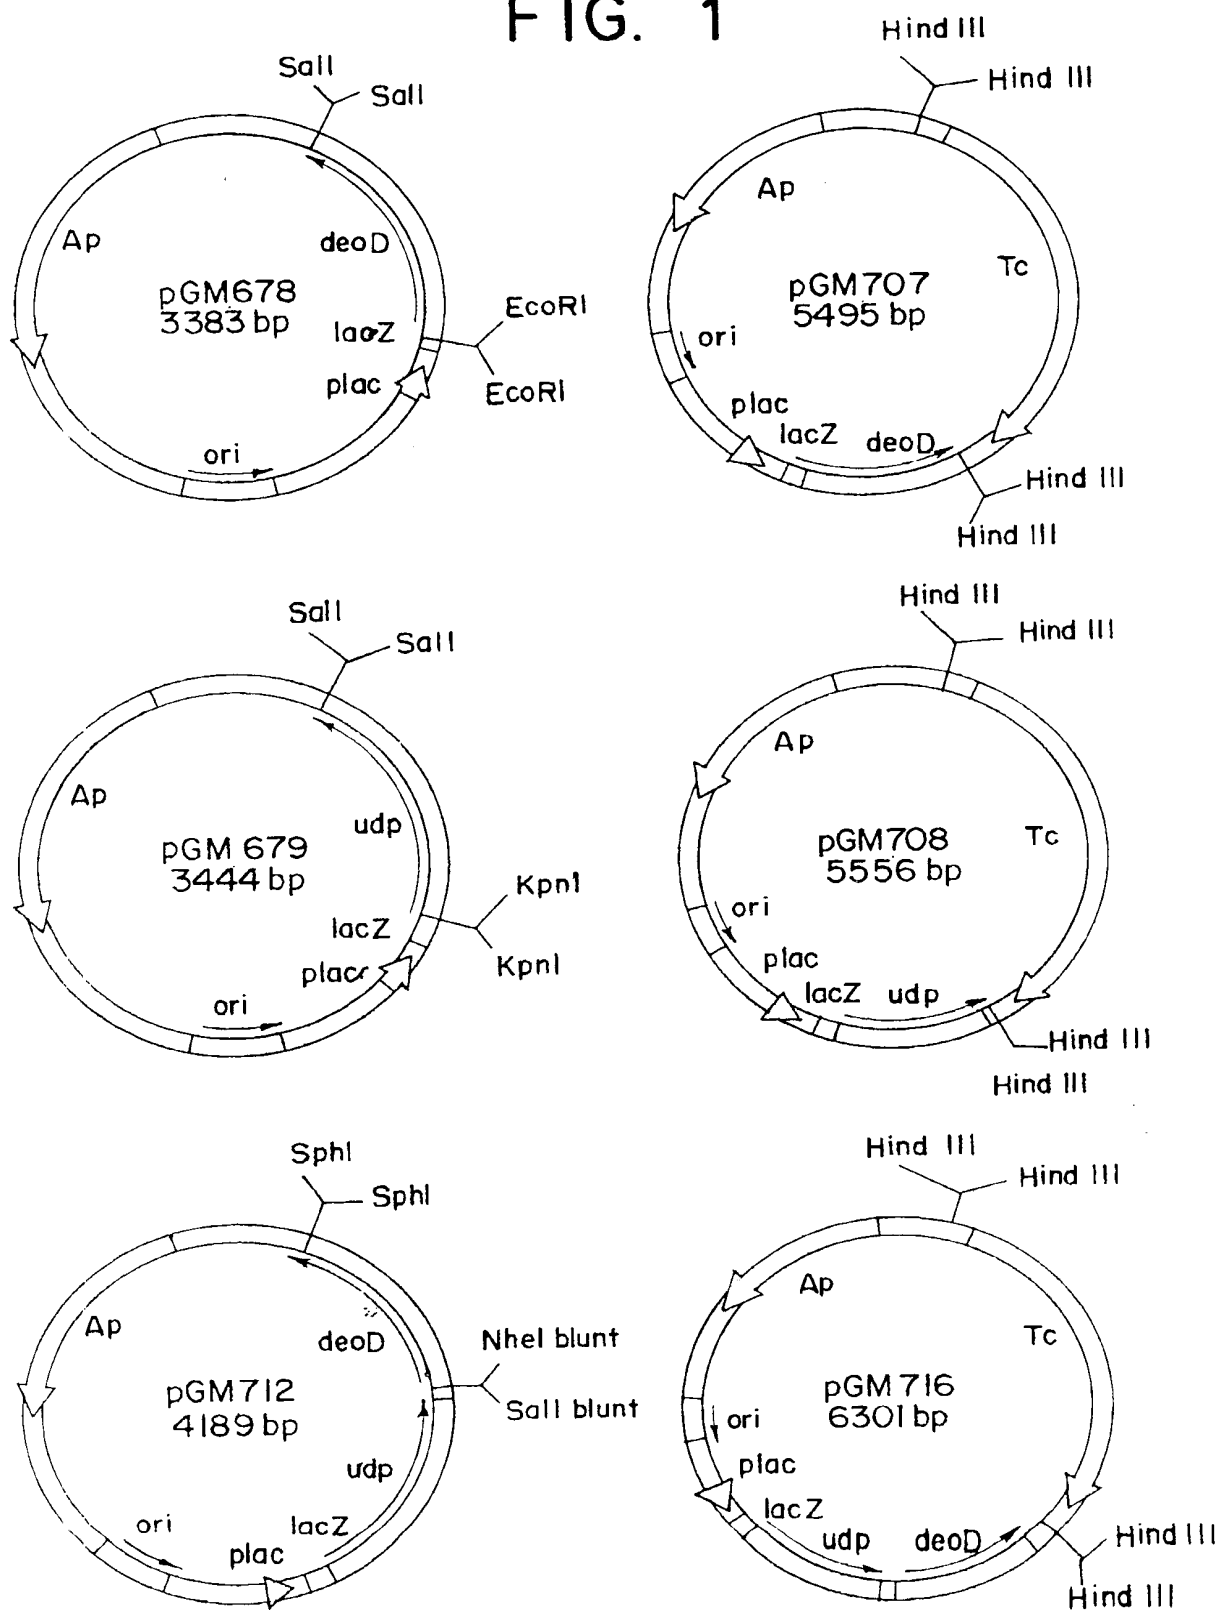 FIG. 1
SalI
SalI
Ap
deoD
pGM678
3383 bp
lacZ
plac
EcoRI
EcoRI
ori
Hind III
Hind III
Ap
Tc
pGM707
5495 bp
ori
plac
lacZ
deoD
Hind III
Hind III
SalI
SalI
Ap
udp
pGM 679
3444 bp
KpnI
lacZ
KpnI
plac
ori
Hind III
Hind III
Ap
Tc
pGM708
5556 bp
ori
plac
lacZ
udp
Hind III
Hind III
SphI
SphI
Ap
deoD
NheI blunt
pGM712
4189 bp
SalI blunt
udp
ori
lacZ
plac
Hind III
Hind III
Ap
Tc
pGM 716
6301 bp
ori
plac
lacZ
udp
deoD
Hind III
Hind III